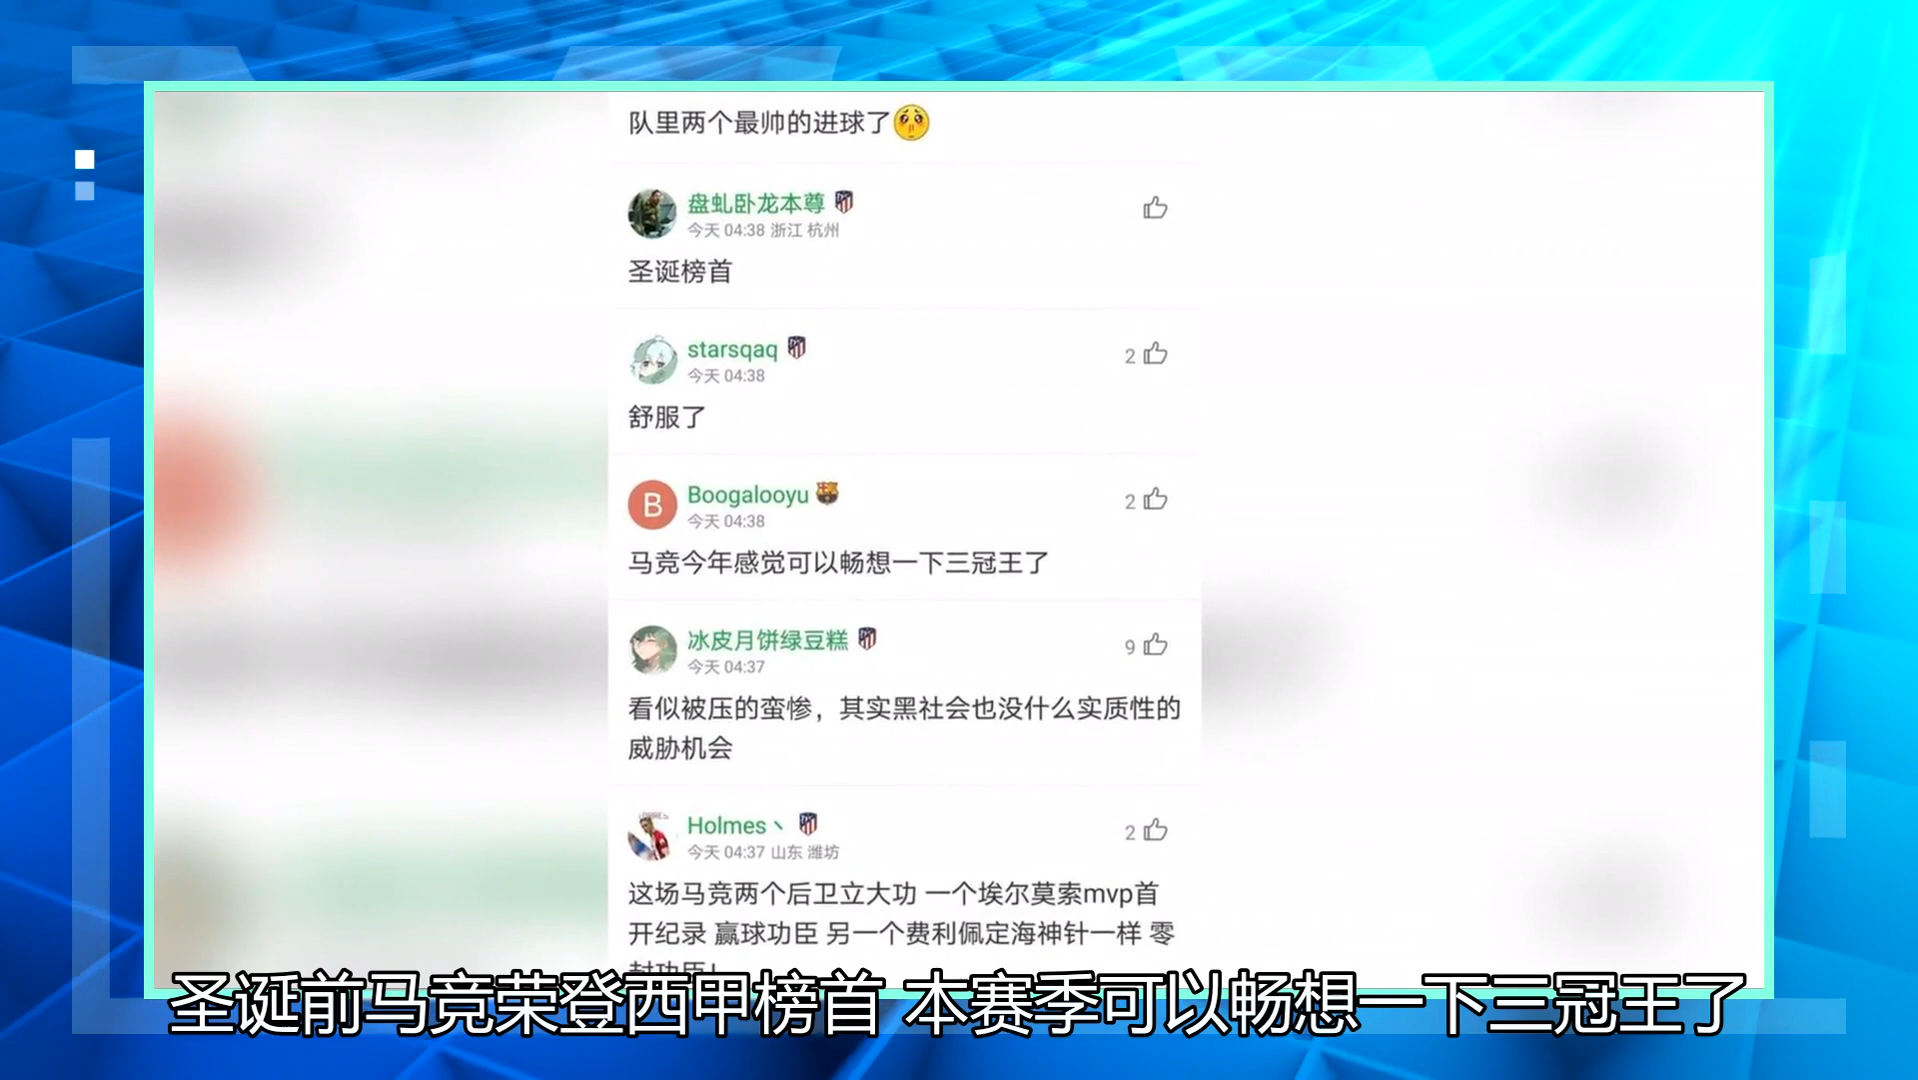 队里两个最帅的进球了
盘虬卧龙本尊
今天 04:38 浙江 杭州
圣诞榜首
starsqaq
2
今天 04:38
舒服了
B
Boogalooyu
2
今天 04:38
马竞今年感觉可以畅想一下三冠王了
冰皮月饼绿豆糕
9
今天 04:37
看似被压的蛮惨，其实黑社会也没什么实质性的
威胁机会
Holmes丶
2
今天 04:37 山东 潍坊
这场马竞两个后卫立大功 一个埃尔莫索mvp首
开纪录 赢球功臣 另一个费利佩定海神针一样 零
封功臣！
圣诞前马竞荣登西甲榜首 本赛季可以畅想一下三冠王了